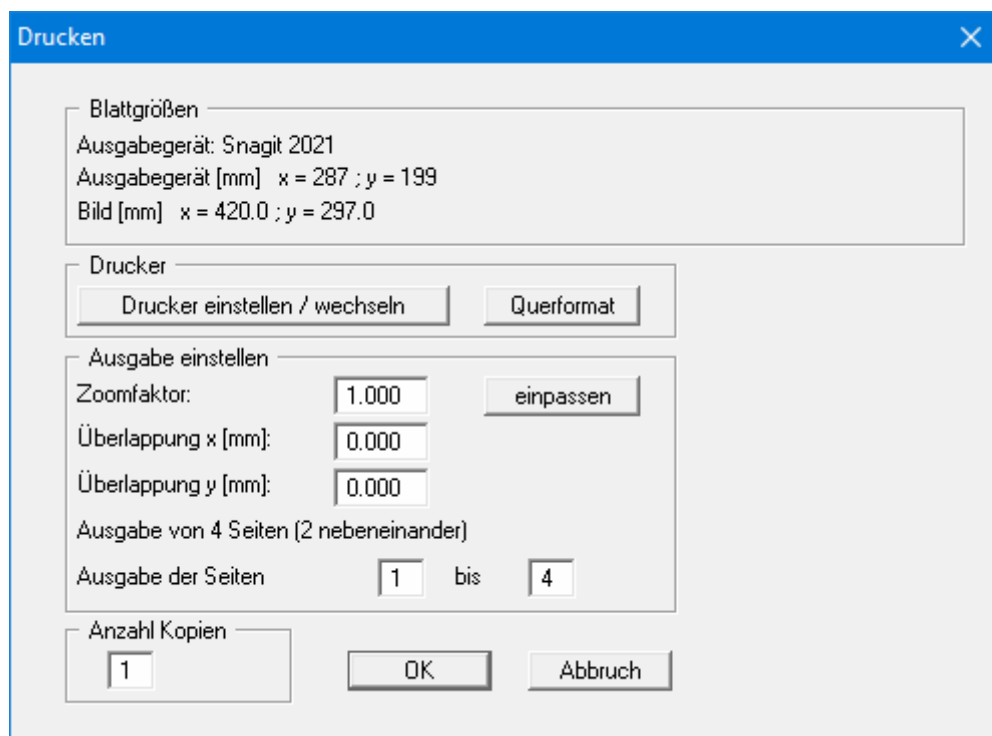 Drucken
Blattgrößen
Ausgabegerät: Snagit 2021
Ausgabegerät [mm] x = 287 ; y = 199
Bild [mm] x = 420.0 ; y = 297.0
Drucker
Drucker einstellen / wechseln Querformat
Ausgabe einstellen
Zoomfaktor: 1.000 einpassen
Überlappung x [mm]: 0.000
Überlappung y [mm]: 0.000
Ausgabe von 4 Seiten (2 nebeneinander)
Ausgabe der Seiten 1 bis 4
Anzahl Kopien
1 OK Abbruch